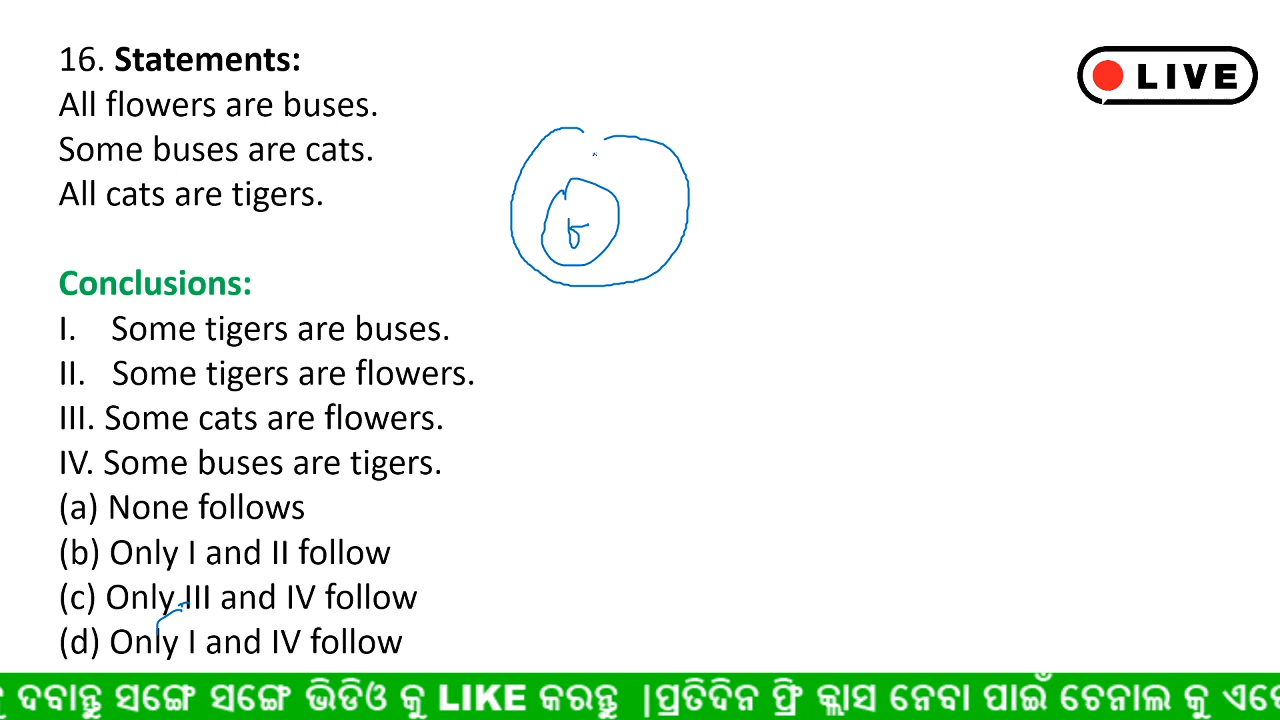 16. Statements:
All flowers are buses.
Some buses are cats.
All cats are tigers.
LIVE
Conclusions:
I. Some tigers are buses.
II. Some tigers are flowers.
III. Some cats are flowers.
IV. Some buses are tigers.
(a) None follows
(b) Only I and II follow
(c) Only III and IV follow
(d) Only I and IV follow
ଦବାନ୍ତୁ ସଙ୍ଗେ ସଙ୍ଗେ ଭିଡିଓ କୁ LIKE କରନ୍ତୁ |ପ୍ରତିଦିନ ଫ୍ରି କ୍ଲାସ ନେବା ପାଇଁ ଚେନାଲ କୁ